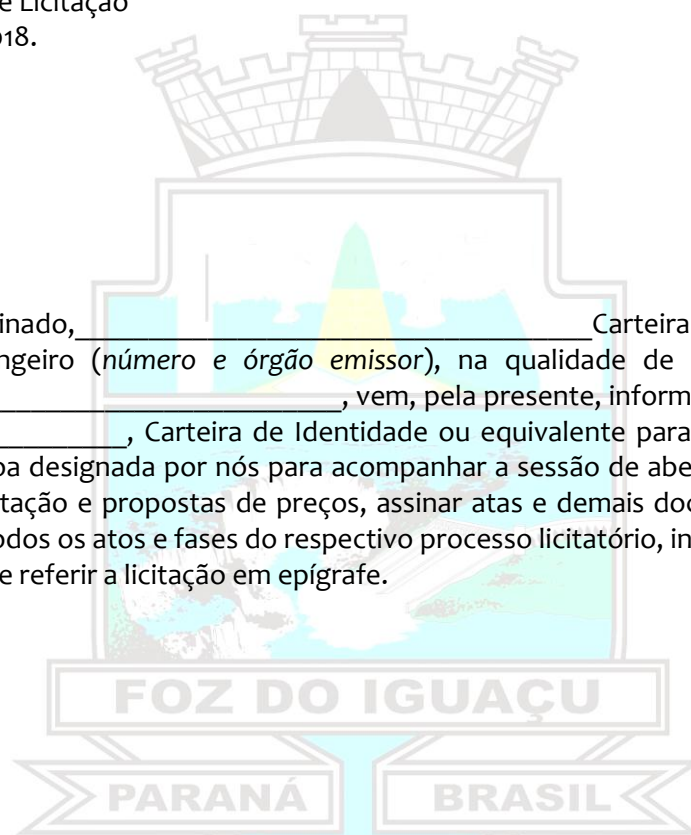 e Licitação
018.
inado,____________________________________Carteira
ngeiro (número e órgão emissor), na qualidade de
________________________, vem, pela presente, inform
_________, Carteira de Identidade ou equivalente para
oa designada por nós para acompanhar a sessão de abe
tação e propostas de preços, assinar atas e demais doc
odos os atos e fases do respectivo processo licitatório, in
e referir a licitação em epígrafe.
FOZ DO IGUAÇU
PARANÁ BRASIL